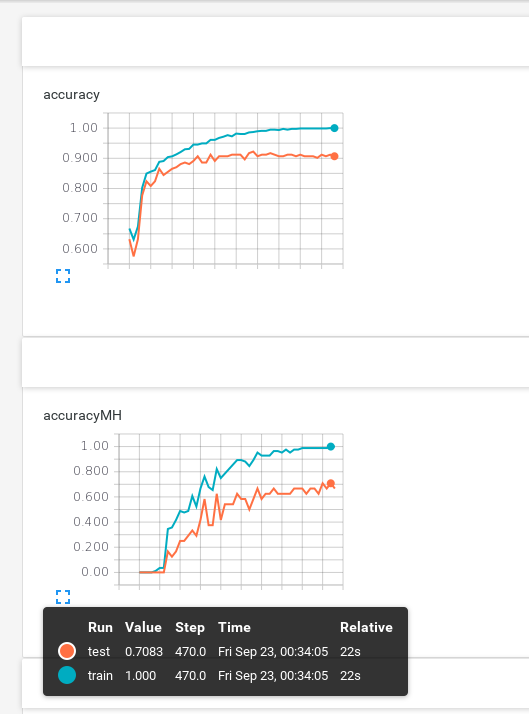 accuracy
1.00
0.900
0.800
0.700
0.600
accuracyMH
1.00
0.800
0.600
0.400
0.200
0.00
Run Value Step Time Relative
test 0.7083 470.0 Fri Sep 23, 00:34:05 22s
train 1.000 470.0 Fri Sep 23, 00:34:05 22s